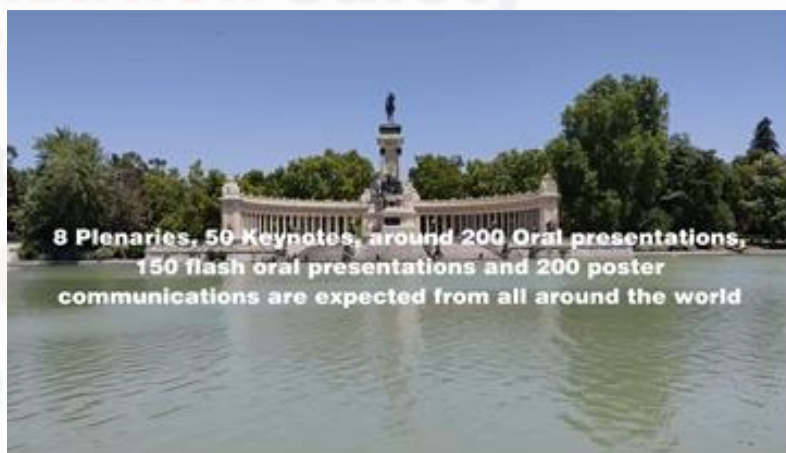 8 Plenaries, 50 Keynotes, around 200 Oral presentations,
150 flash oral presentations and 200 poster
communications are expected from all around the world